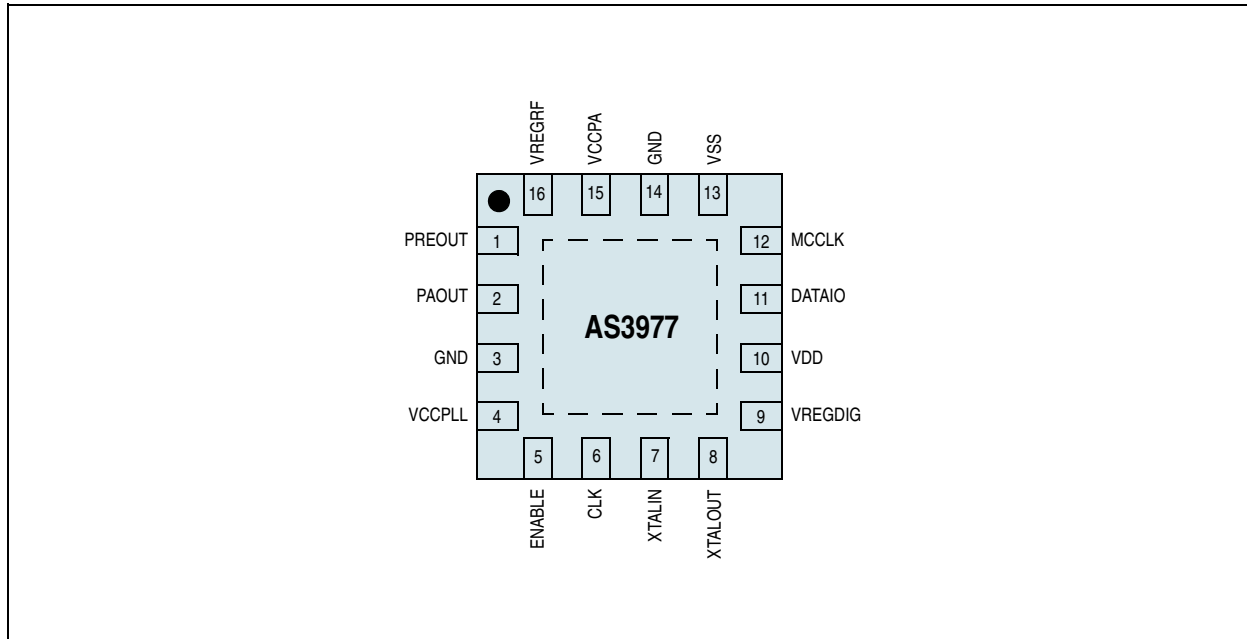 VREGRF VCCPA GND VSS
16 15 14 13
PREOUT 1 12 MCCLK
PAOUT 2 11 DATAIO
AS3977
GND 3 10 VDD
VCCPLL 4 9 VREGDIG
5 6 7 8
ENABLE CLK XTALIN XTALOUT